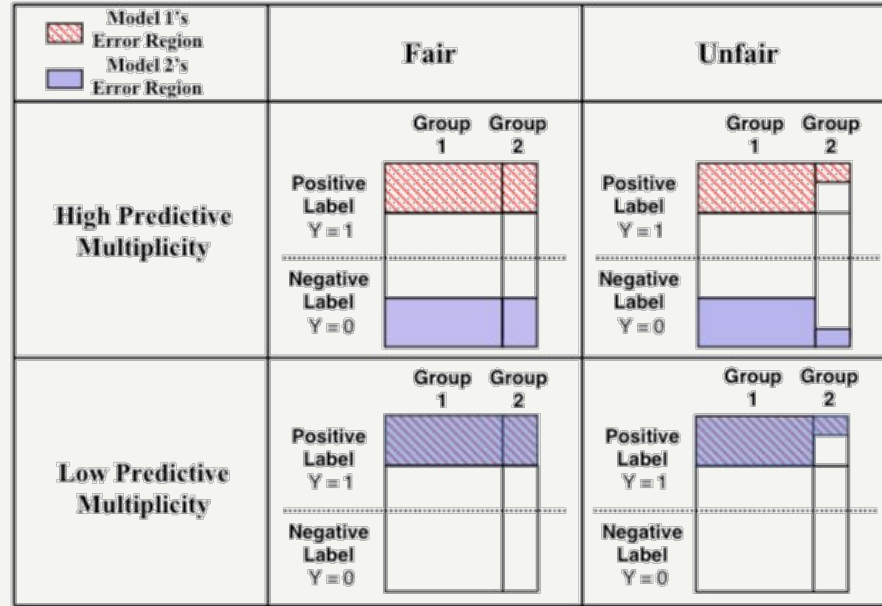 Model 1's
Error Region
Model 2's
Error Region
Fair
Unfair
High Predictive
Multiplicity
Group Group
1 2
Positive
Label
Y = 1
Negative
Label
Y = 0
Group Group
1 2
Positive
Label
Y = 1
Negative
Label
Y = 0
Low Predictive
Multiplicity
Group Group
1 2
Positive
Label
Y = 1
Negative
Label
Y = 0
Group Group
1 2
Positive
Label
Y = 1
Negative
Label
Y = 0